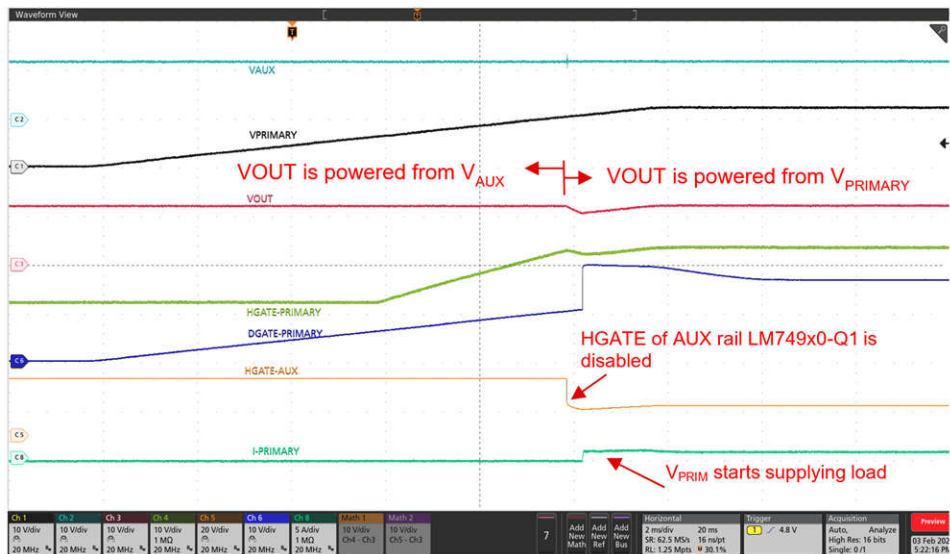 Waveform View
T
VAUX
C2
VPRIMARY
C1
VOUT is powered from VAUX
VOUT is powered from VPRIMARY
VOUT
C3
HGATE-PRIMARY
DGATE-PRIMARY
HGATE of AUX rail LM749x0-Q1 is
disabled
C6
HGATE-AUX
C5
I-PRIMARY
C8
VPRIM starts supplying load
Ch 1
10 V/div
20 MHz
Ch 2
10 V/div
20 MHz
Ch 3
10 V/div
20 MHz
Ch 4
10 V/div
1 MΩ
20 MHz
Ch 5
20 V/div
20 MHz
Ch 6
10 V/div
20 MHz
Ch 8
5 A/div
1 MΩ
20 MHz
Math 1
10 V/div
Ch4 - Ch3
Math 2
10 V/div
Ch5 - Ch3
7
Add
New
Math
Add
New
Ref
Add
New
Bus
Horizontal
2 ms/div 20 ms
SR: 62.5 MS/s 16 ns/pt
RL: 1.25 Mpts 30.1%
Trigger
1 4.8 V
Acquisition
Auto, Analyze
High Res: 16 bits
Single: 0 /1
Preview
03 Feb 202
5:22:19 PM